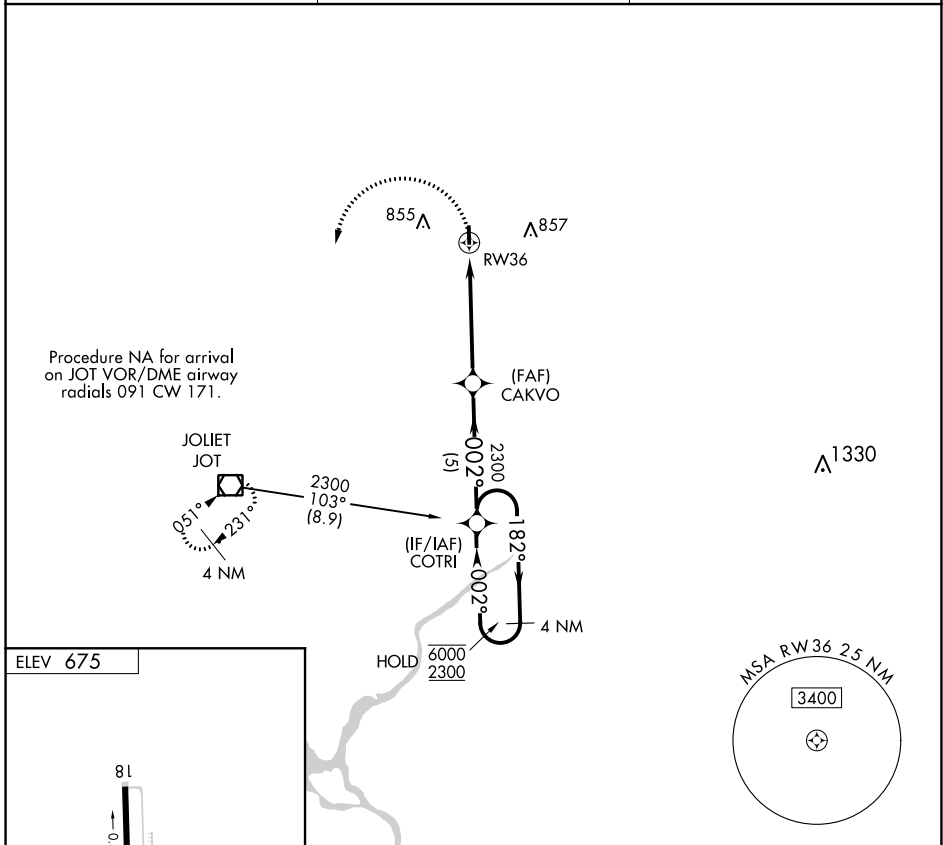 855
857
RW36
Procedure NA for arrival
on JOT VOR/DME airway
radials 091 CW 171.
(FAF)
CAKVO
JOLIET
JOT
002°
(5)
2300
1330
2300
103°
(8.9)
051°
231°
4 NM
(IF/IAF)
COTRI
182°
002°
4 NM
HOLD
6000
2300
MSA RW36 25 NM
3400
ELEV 675
18